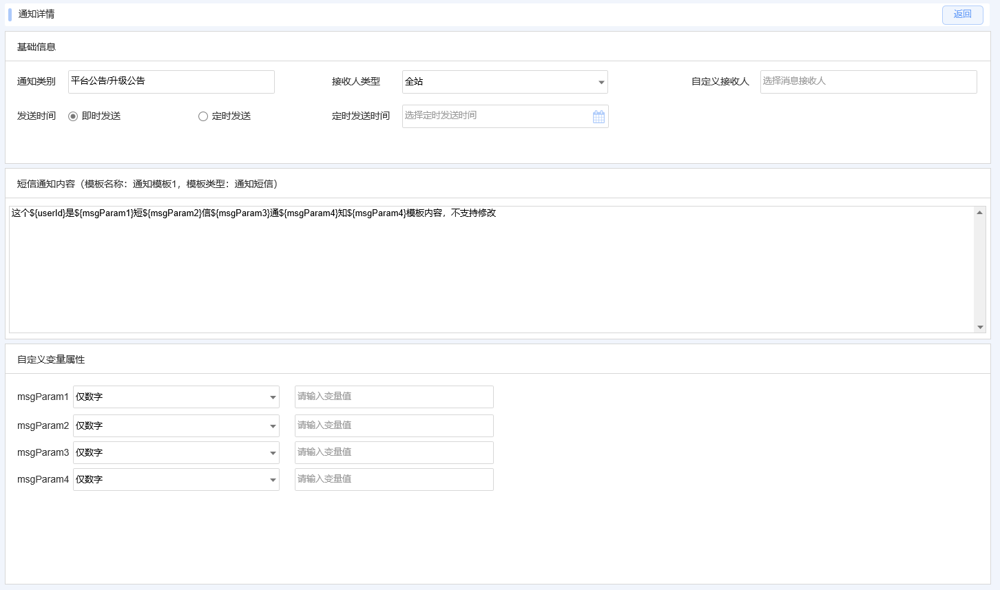 通知详情
返回
基础信息
通知类别 平台公告/升级公告 接收人类型 全站 自定义接收人 选择消息接收人
发送时间 即时发送 定时发送 定时发送时间 选择定时发送时间
短信通知内容（模板名称：通知模板1，模板类型：通知短信）
这个${userId}是${msgParam1}短${msgParam2}信${msgParam3}通${msgParam4}知${msgParam4}模板内容，不支持修改
自定义变量属性
msgParam1 仅数字 请输入变量值
msgParam2 仅数字 请输入变量值
msgParam3 仅数字 请输入变量值
msgParam4 仅数字 请输入变量值